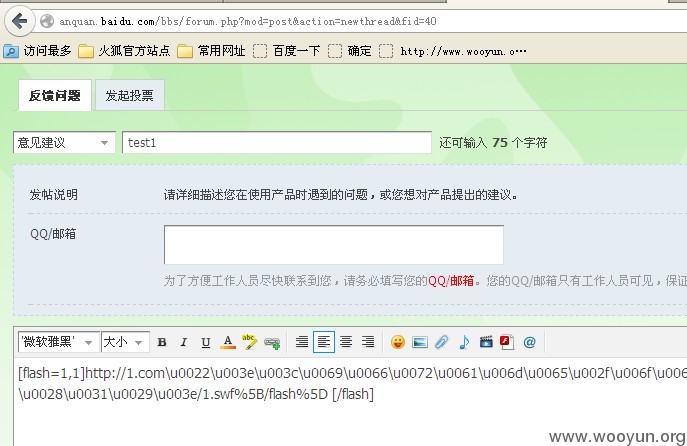 anquan.baidu.com/bbs/forum.php?mod=post&action=newthread&fid=40
访问最多 火狐官方站点 常用网址 百度一下 确定 http://www.wooyun.o…
反馈问题 发起投票
意见建议 test1 还可输入 75 个字符
发帖说明 请详细描述您在使用产品时遇到的问题，或您想对产品提出的建议。
QQ/邮箱
为了方便工作人员尽快联系到您，请务必填写您的QQ/邮箱。您的QQ/邮箱只有工作人员可见，保证
'微软雅黑' 大小 B I U A @
[flash=1,1]http://1.com\u0022\u003e\u003c\u0069\u0066\u0072\u0061\u006d\u0065\u002f\u006f\u006
\u0028\u0031\u0029\u003e/1.swf%5B/flash%5D [/flash]
www.wooyun.org